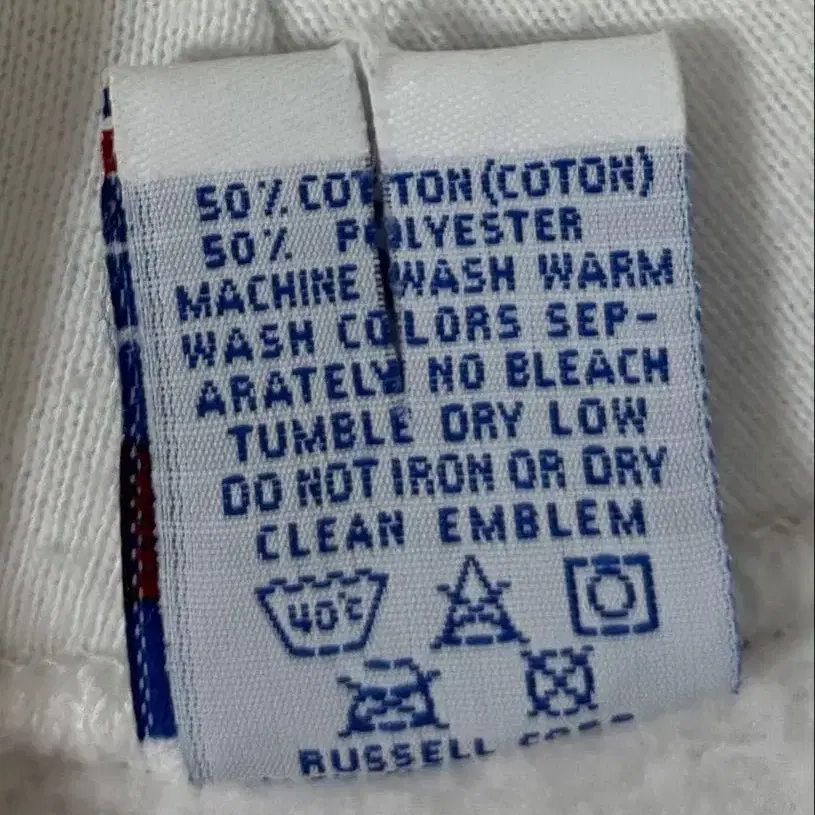 50% COTTON (COTON)
50% POLYESTER
MACHINE WASH WARM
WASH COLORS SEP-
ARATELY NO BLEACH
TUMBLE DRY LOW
DO NOT IRON OR DRY
CLEAN EMBLEM
40°C
RUSSELL